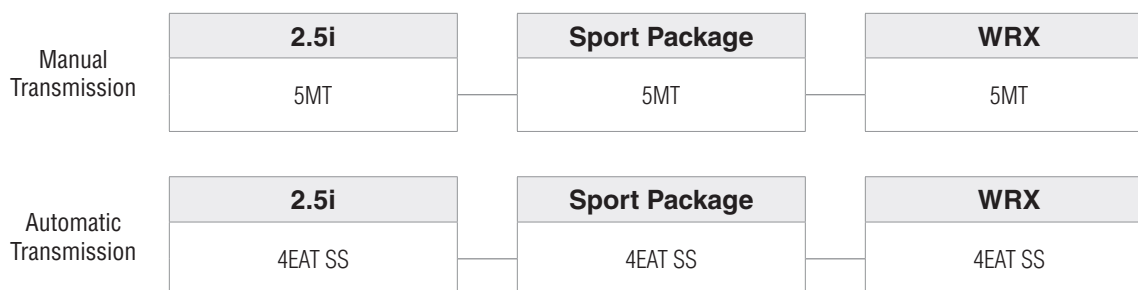 Manual
Transmission
2.5i
Sport Package
WRX
5MT
5MT
5MT
Automatic
Transmission
2.5i
Sport Package
WRX
4EAT SS
4EAT SS
4EAT SS